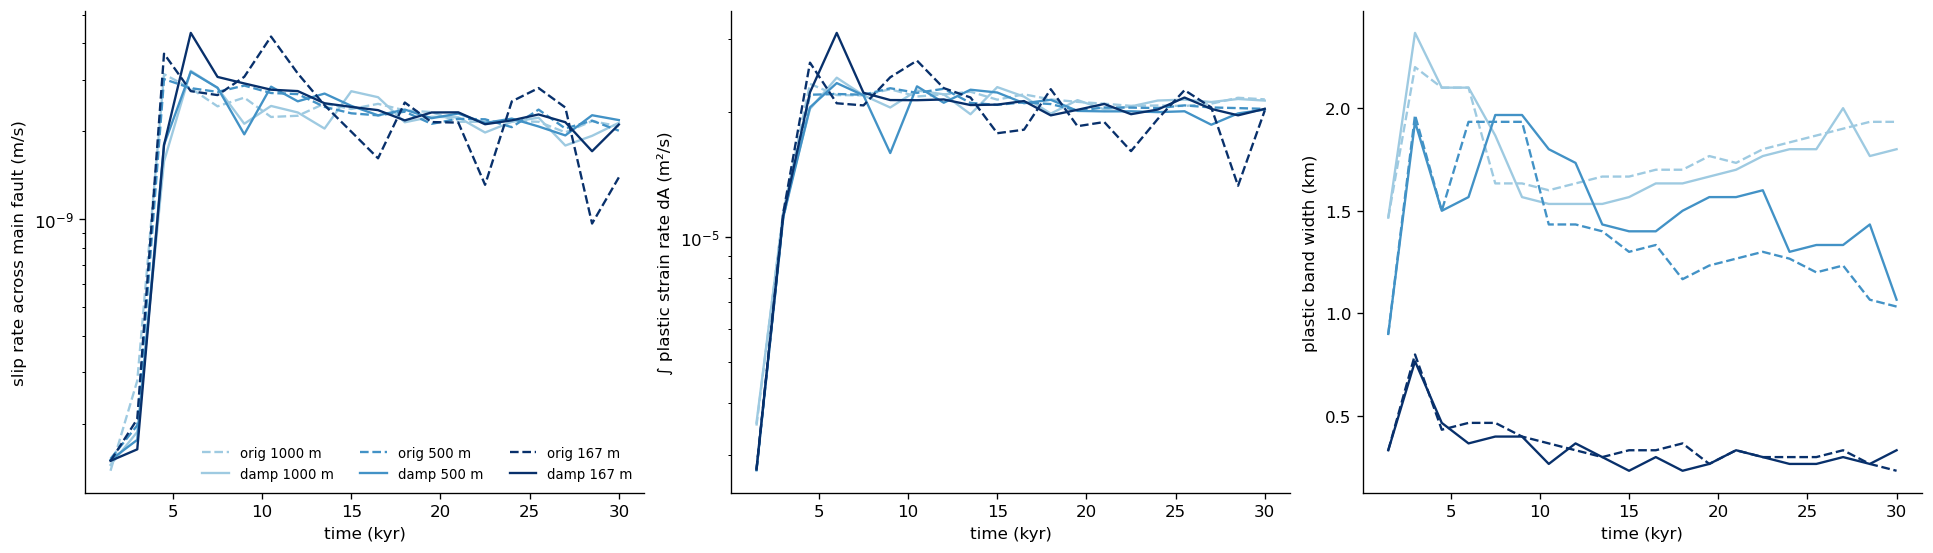 slip rate across main fault (m/s)
10⁻⁹
orig 1000 m
damp 1000 m
orig 500 m
damp 500 m
orig 167 m
damp 167 m
5 10 15 20 25 30
time (kyr)
∫ plastic strain rate dA (m²/s)
10⁻⁵
5 10 15 20 25 30
time (kyr)
plastic band width (km)
2.0
1.5
1.0
0.5
5 10 15 20 25 30
time (kyr)